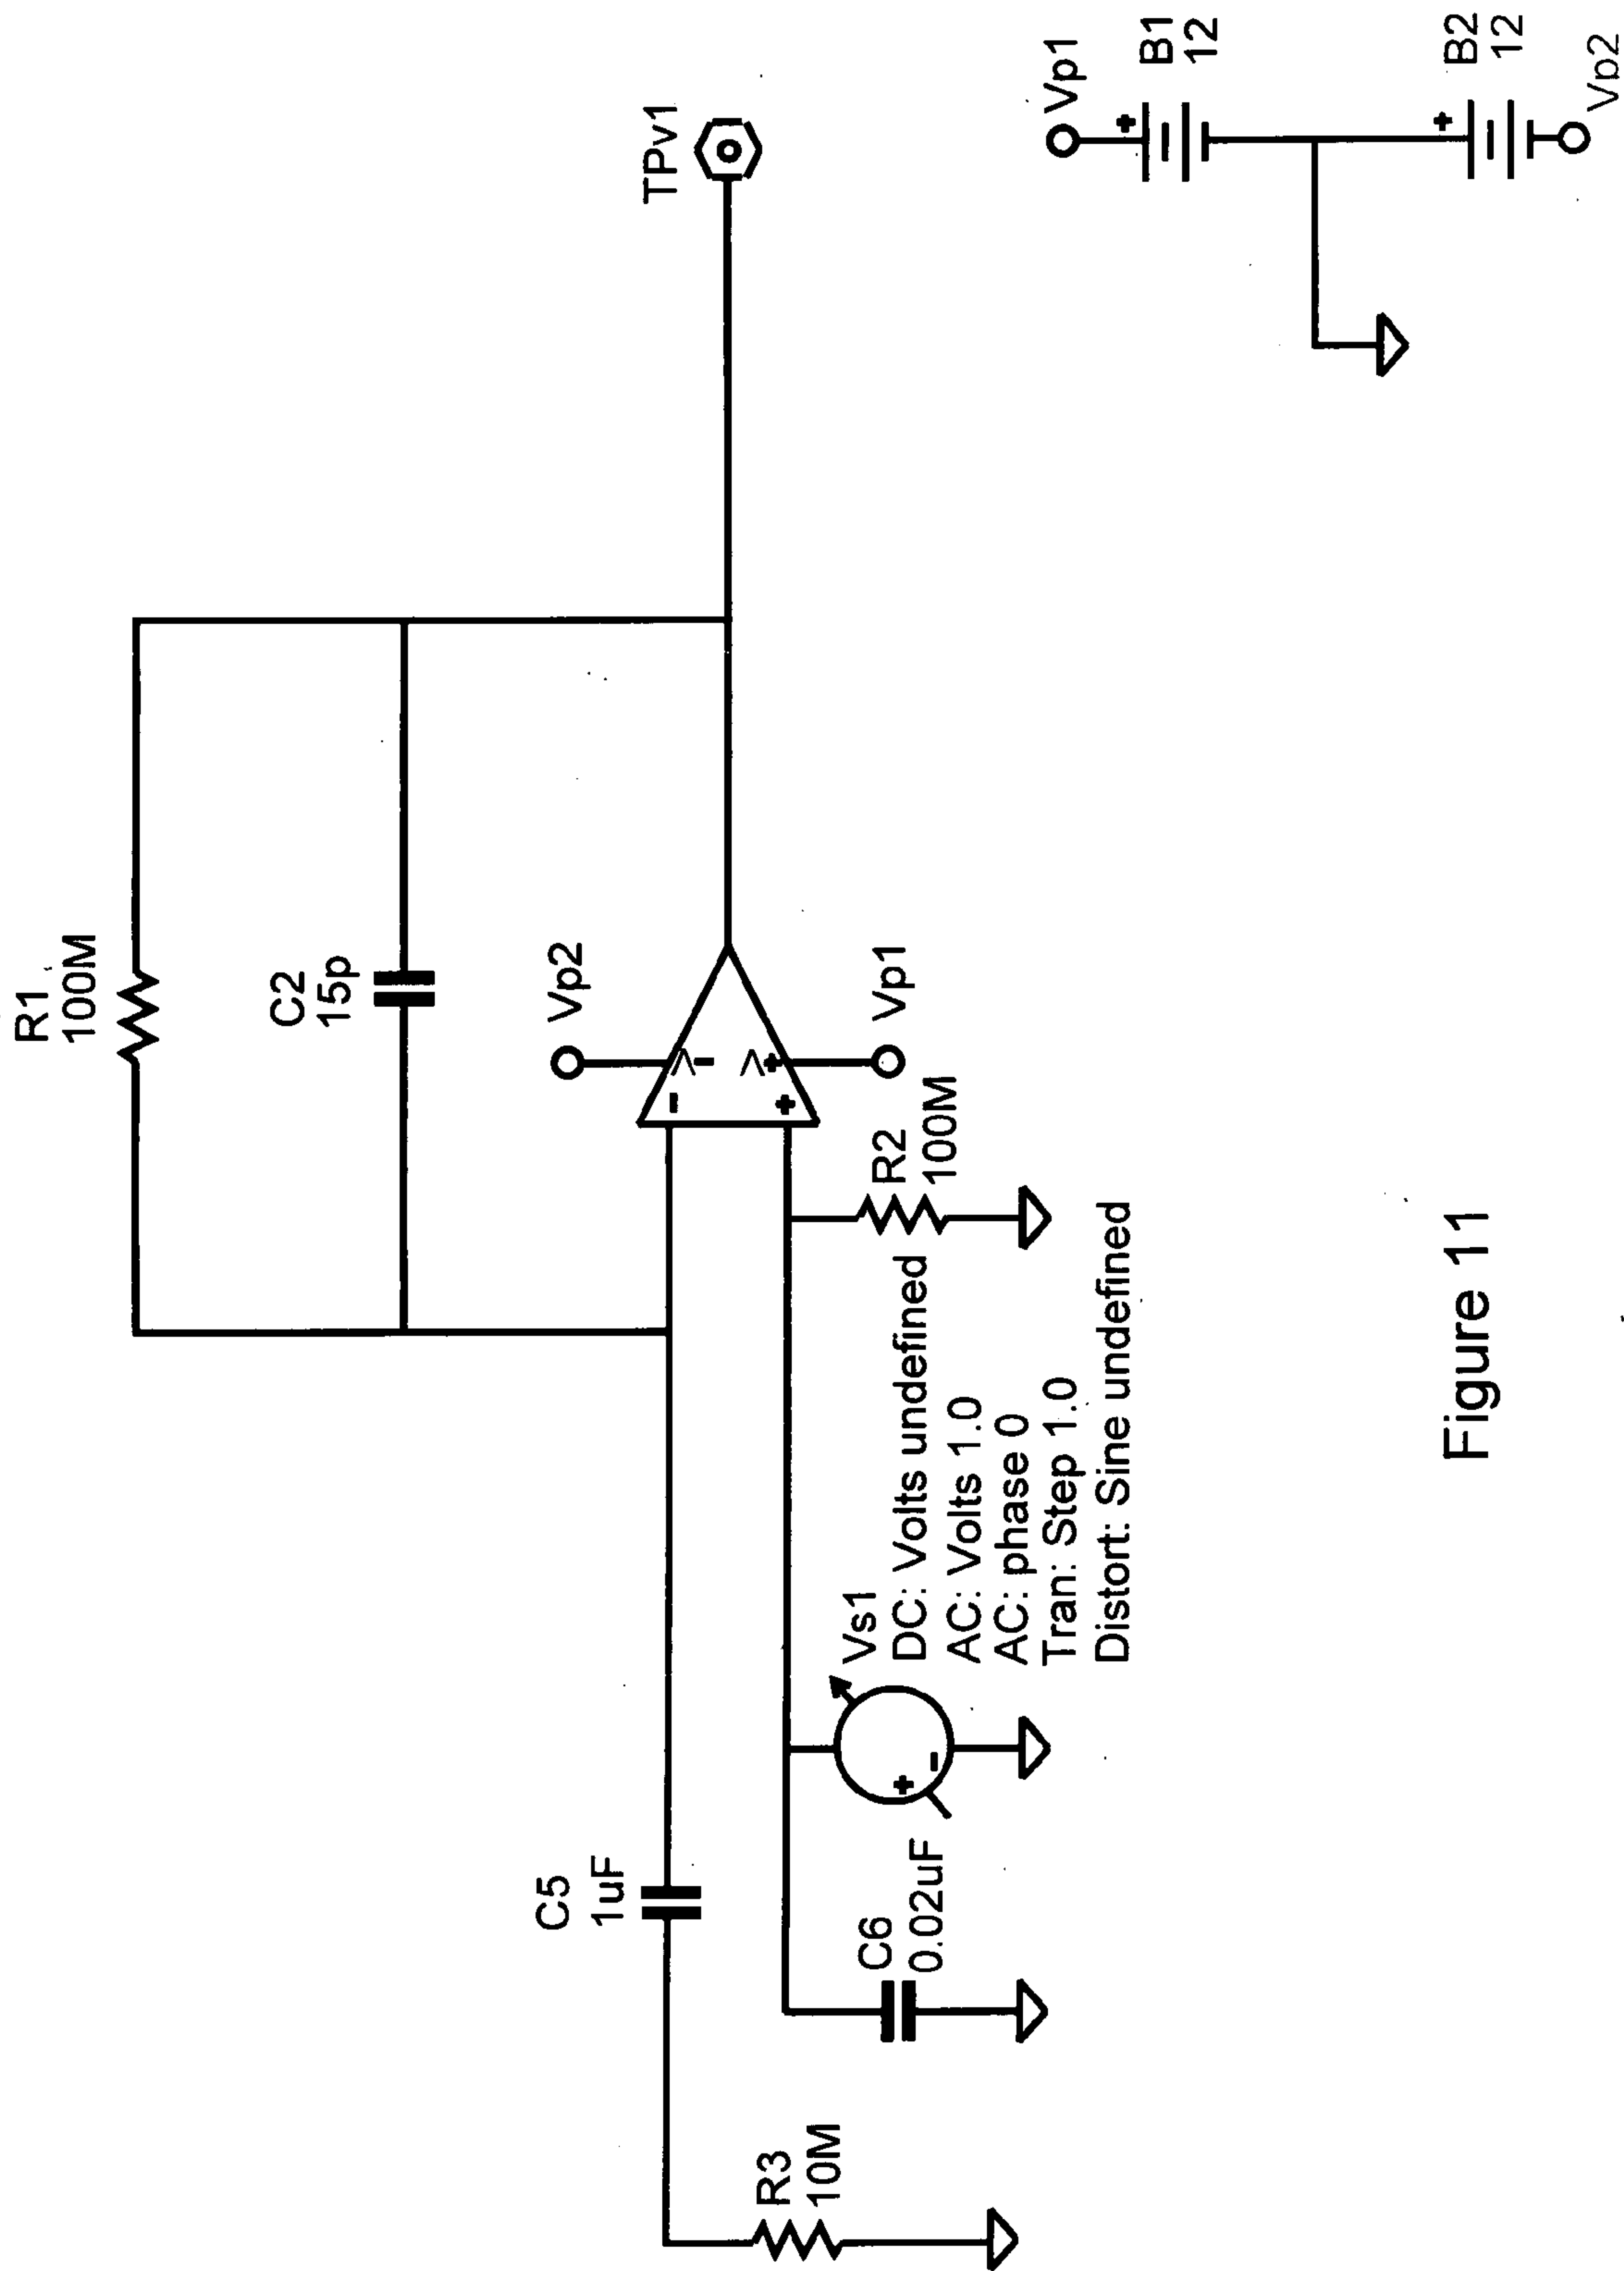 R1
100M
C2
15p
Vp2
Vp1
TPv1
C5
1uF
R3
10M
C6
0.02uF
Vs1
DC: Volts undefined
AC: Volts 1.0
AC: phase 0
Tran: Step 1.0
Distort: Sine undefined
R2
100M
Vp1
B1
12
B2
12
Vp2
Figure 11